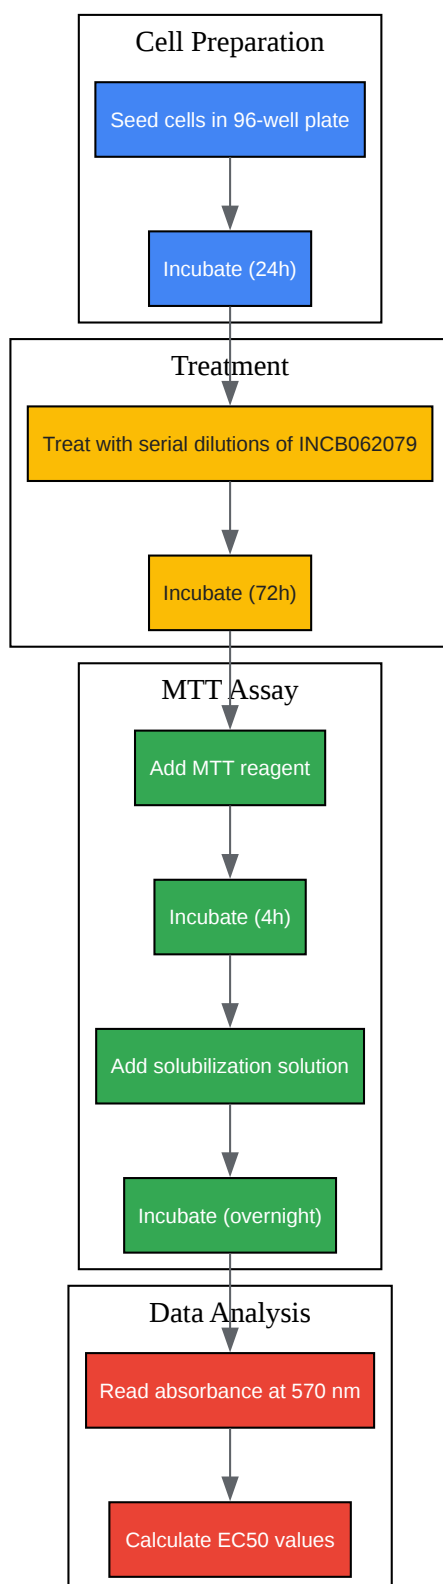 Cell Preparation
Seed cells in 96-well plate
Incubate (24h)
Treatment
Treat with serial dilutions of INCB062079
Incubate (72h)
MTT Assay
Add MTT reagent
Incubate (4h)
Add solubilization solution
Incubate (overnight)
Data Analysis
Read absorbance at 570 nm
Calculate EC50 values